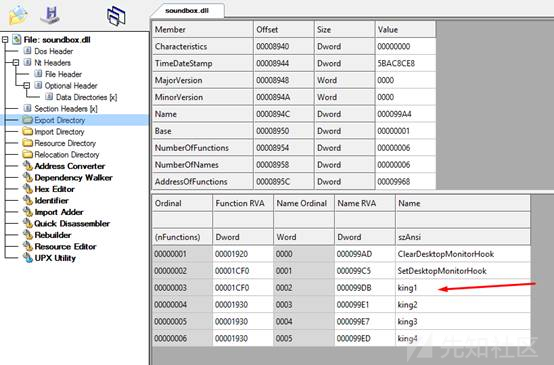 soundbox.dll
File: soundbox.dll
Dos Header
Nt Headers
File Header
Optional Header
Data Directories [x]
Section Headers [x]
Export Directory
Import Directory
Resource Directory
Relocation Directory
Address Converter
Dependency Walker
Hex Editor
Identifier
Import Adder
Quick Disassembler
Rebuilder
Resource Editor
UPX Utility
Member Offset Size Value
Characteristics 00008940 Dword 00000000
TimeDateStamp 00008944 Dword 5BAC8CE8
MajorVersion 00008948 Word 0000
MinorVersion 0000894A Word 0000
Name 0000894C Dword 000099A4
Base 00008950 Dword 00000001
NumberOfFunctions 00008954 Dword 00000006
NumberOfNames 00008958 Dword 00000006
AddressOfFunctions 0000895C Dword 00009968
Ordinal Function RVA Name Ordinal Name RVA Name
(nFunctions) Dword Word Dword szAnsi
00000001 00001920 0000 000099AD ClearDesktopMonitorHook
00000002 00001CF0 0001 000099C5 SetDesktopMonitorHook
00000003 00001CF0 0002 000099DB king1
00000004 00001930 0003 000099E1 king2
00000005 00001930 0004 000099E7 king3
00000006 00001930 0005 000099ED king4
先知社区